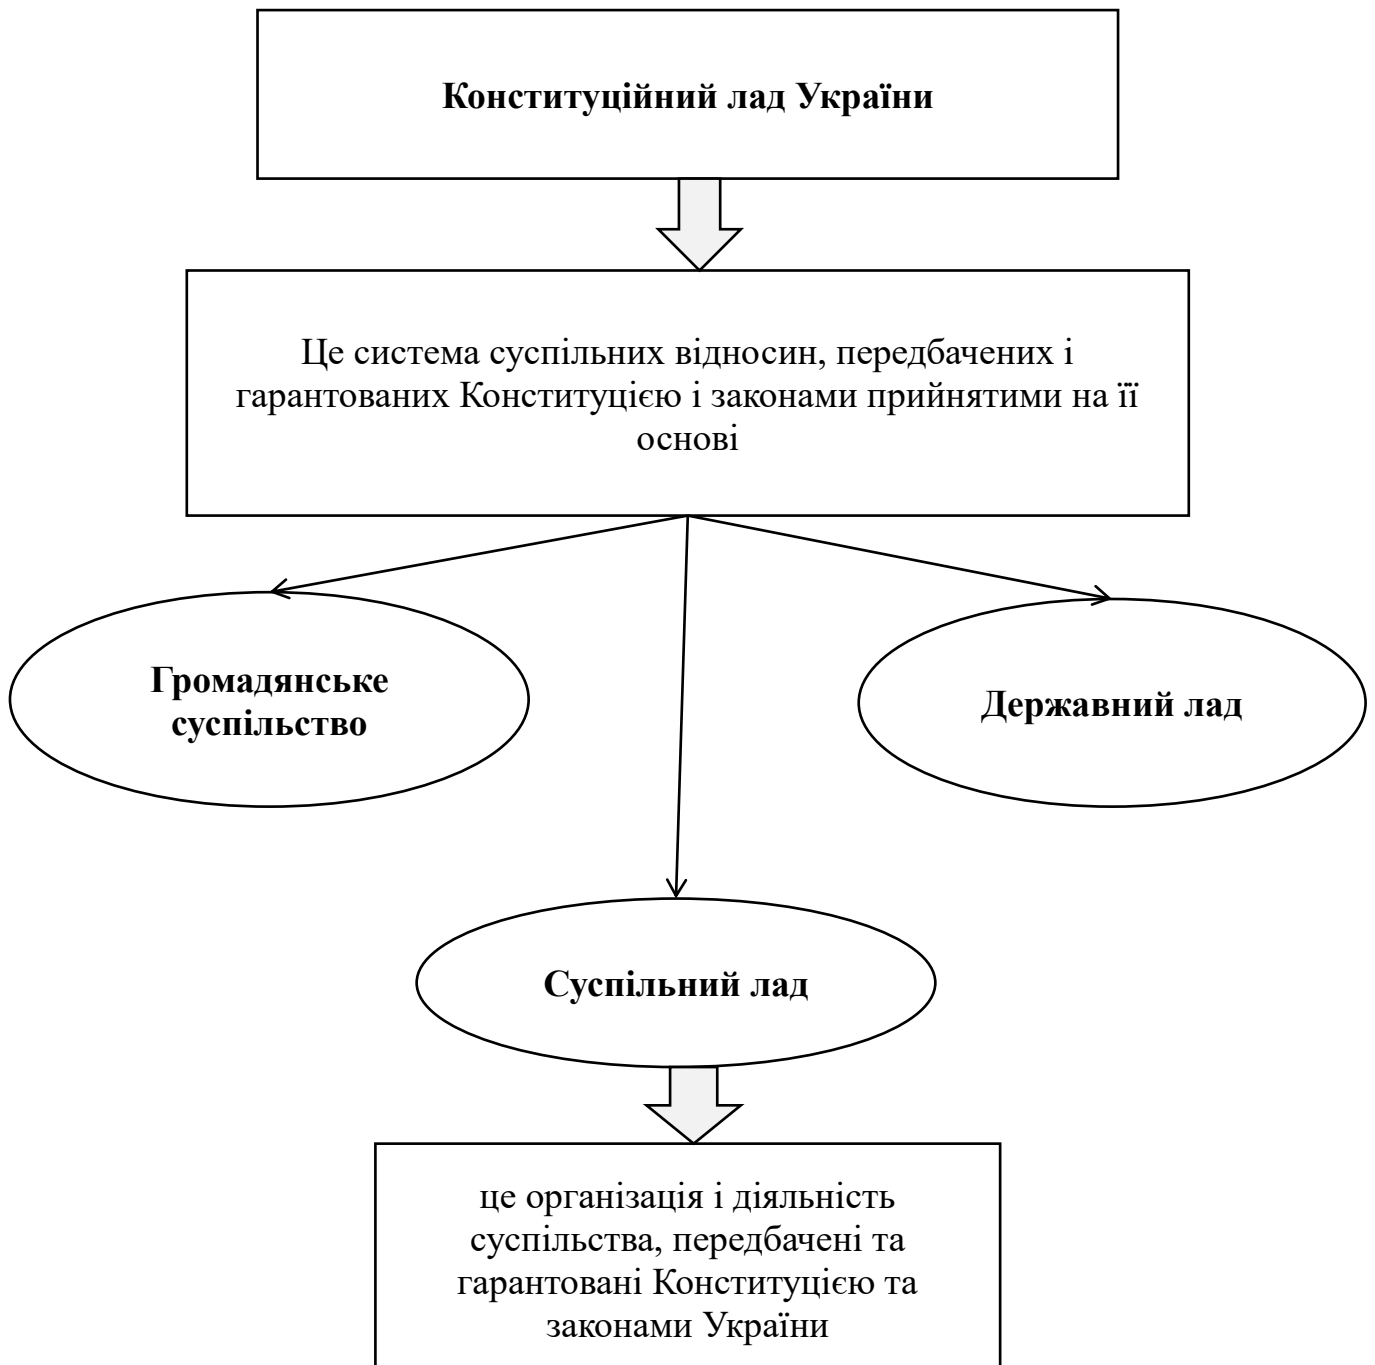 Конституційний лад України
Це система суспільних відносин, передбачених і
гарантованих Конституцією і законами прийнятими на її
основі
Громадянське
суспільство
Державний лад
Суспільний лад
це організація і діяльність
суспільства, передбачені та
гарантовані Конституцією та
законами України